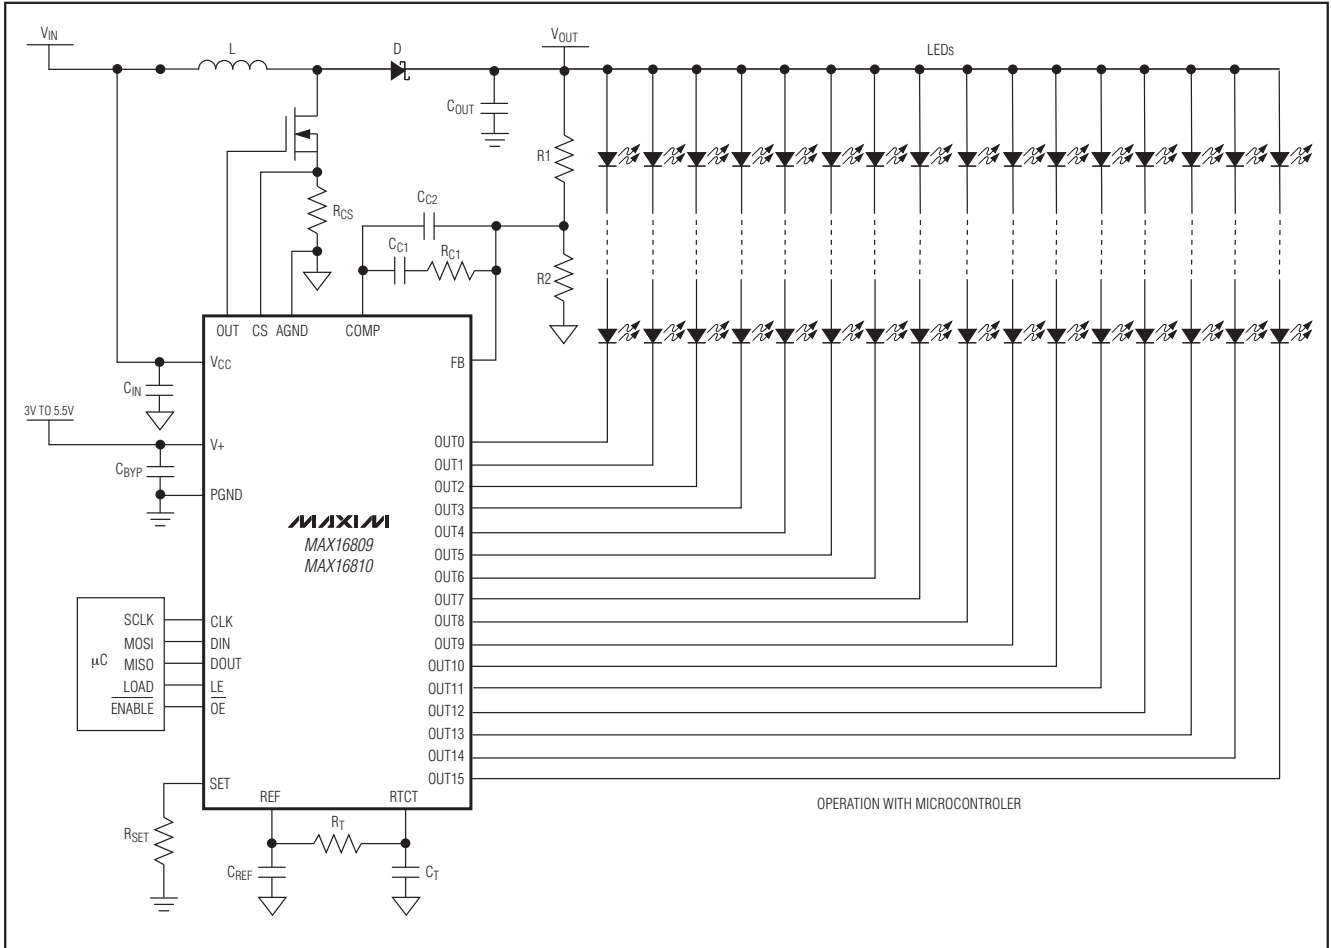 VIN
L
D
VOUT
LEDs
COUT
R1
RCS
CC2
CC1
RC1
R2
OUT CS AGND COMP
VCC
FB
CIN
3V TO 5.5V
V+
CBYP
PGND
OUT0
OUT1
OUT2
OUT3
OUT4
OUT5
OUT6
OUT7
OUT8
OUT9
OUT10
OUT11
OUT12
OUT13
OUT14
OUT15
MAXIM
MAX16809
MAX16810
µC
SCLK
MOSI
MISO
LOAD
ENABLE
CLK
DIN
DOUT
LE
OE
SET
REF
RTCT
OPERATION WITH MICROCONTROLER
RSET
RT
CREF
CT